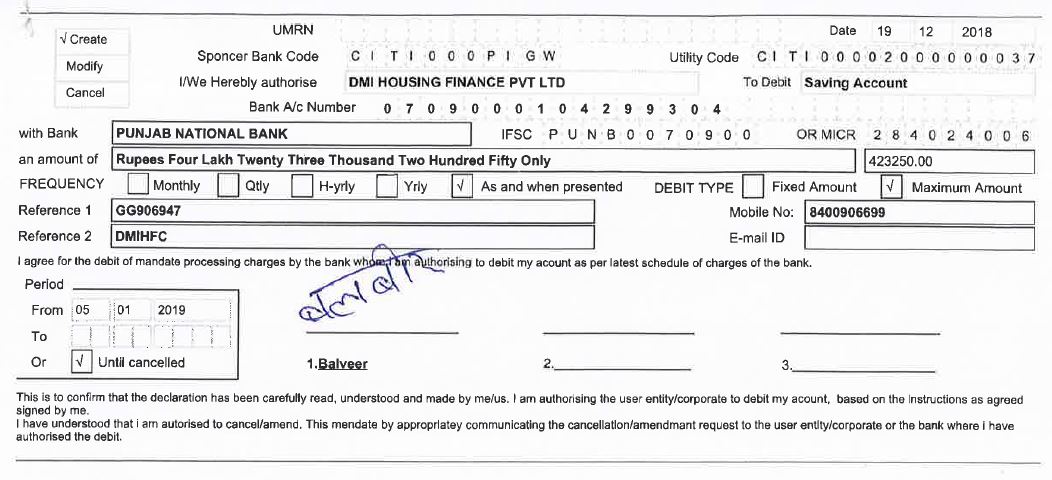 UMRN Date 19 12 2018
√ Create
Modify
Cancel
Sponcer Bank Code C I T I 0 0 0 P I G W Utility Code C I T I 0 0 0 0 2 0 0 0 0 0 0 0 3 7
I/We Hereby authorise DMI HOUSING FINANCE PVT LTD To Debit Saving Account
Bank A/c Number 0 7 0 9 0 0 0 1 0 4 2 9 9 3 0 4
with Bank PUNJAB NATIONAL BANK IFSC P U N B 0 0 7 0 9 0 0 OR MICR 2 8 4 0 2 4 0 0 6
an amount of Rupees Four Lakh Twenty Three Thousand Two Hundred Fifty Only 423250.00
FREQUENCY Monthly Qtly H-yrly Yrly √ As and when presented DEBIT TYPE Fixed Amount √ Maximum Amount
Reference 1 GG906947 Mobile No: 8400906699
Reference 2 DMIHFC E-mail ID
I agree for the debit of mandate processing charges by the bank whom I am authorising to debit my acount as per latest schedule of charges of the bank.
Period
From 05 01 2019
बलवीर
To
Or √ Until cancelled 1.Balveer 2. 3.
This is to confirm that the declaration has been carefully read, understood and made by me/us. I am authorising the user entity/corporate to debit my acount, based on the Instructions as agreed
signed by me.
I have understood that i am autorised to cancel/amend. This mendate by appropriatey communicating the cancellation/amendmant request to the user entity/corporate or the bank where i have
authorised the debit.